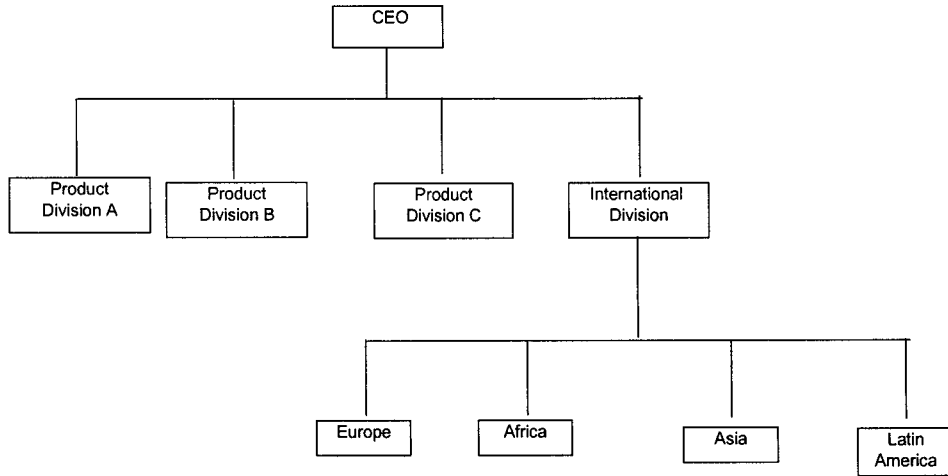 CEO
Product
Division A
Product
Division B
Product
Division C
International
Division
Europe
Africa
Asia
Latin
America